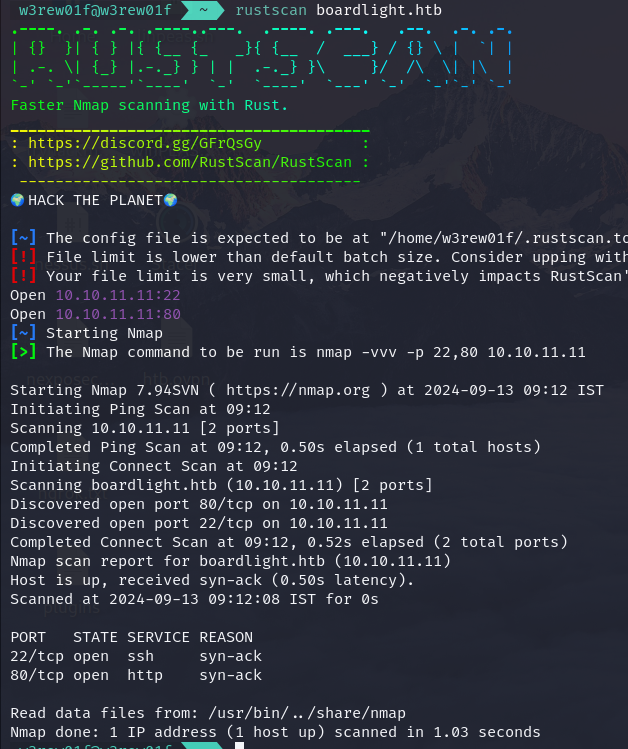 w3rew01f@w3rew01f ~ rustscan boardlight.htb
.----. .-. .-. .----..---.  .----. .---.   .--.  .-. .-.
| {}  }| { } |{ {__ {_   _}{ {__  /  ___} / {} \ |  `| |
| .-. \| {_} |.-._} } | |  .-._} }\     }/  /\  \| |\  |
`-' `-'`-----'`----'  `-'  `----'  `---' `-'  `-'`-' `-'
Faster Nmap scanning with Rust.
________________________________________
: https://discord.gg/GFrQsGy           :
: https://github.com/RustScan/RustScan :
 --------------------------------------
🌍HACK THE PLANET🌍
[~] The config file is expected to be at "/home/w3rew01f/.rustscan.to
[!] File limit is lower than default batch size. Consider upping with
[!] Your file limit is very small, which negatively impacts RustScan'
Open 10.10.11.11:22
Open 10.10.11.11:80
[~] Starting Nmap
[>] The Nmap command to be run is nmap -vvv -p 22,80 10.10.11.11
Starting Nmap 7.94SVN ( https://nmap.org ) at 2024-09-13 09:12 IST
Initiating Ping Scan at 09:12
Scanning 10.10.11.11 [2 ports]
Completed Ping Scan at 09:12, 0.50s elapsed (1 total hosts)
Initiating Connect Scan at 09:12
Scanning boardlight.htb (10.10.11.11) [2 ports]
Discovered open port 80/tcp on 10.10.11.11
Discovered open port 22/tcp on 10.10.11.11
Completed Connect Scan at 09:12, 0.52s elapsed (2 total ports)
Nmap scan report for boardlight.htb (10.10.11.11)
Host is up, received syn-ack (0.50s latency).
Scanned at 2024-09-13 09:12:08 IST for 0s
plugins
PORT   STATE SERVICE REASON
22/tcp open  ssh     syn-ack
80/tcp open  http    syn-ack
Read data files from: /usr/bin/../share/nmap
Nmap done: 1 IP address (1 host up) scanned in 1.03 seconds
w3rew01f@w3rew01f ~